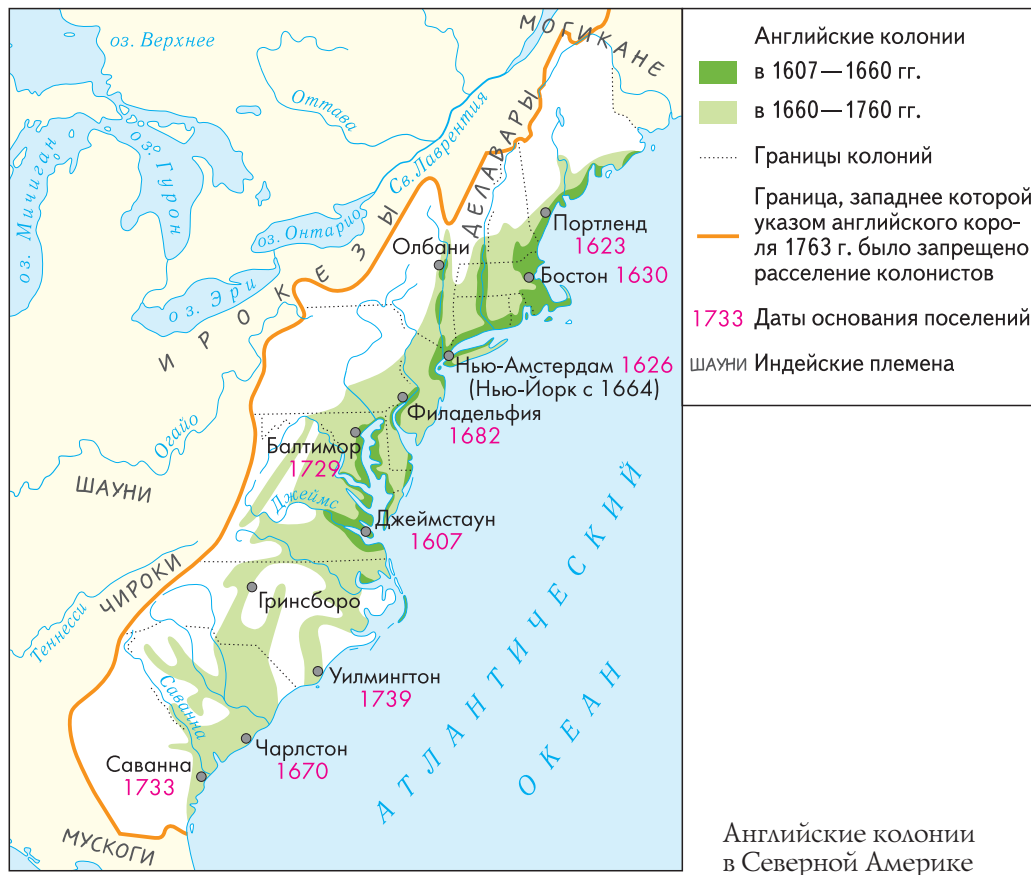 оз. Верхнее
МОГИКАНЕ
Оттава
оз. Гурон
оз. Мичиган
Св. Лаврентия
ДЕЛАВАРЫ
оз. Онтарио
оз. Эри
ИРОКЕЗЫ
Олбани
Портленд
1623
Бостон 1630
Нью-Амстердам 1626
(Нью-Йорк с 1664)
Филадельфия
1682
Огайо
Балтимор
1729
ШАУНИ
Джеймс
Джеймстаун
1607
ЧИРОКИ
Теннесси
Гринсборо
Уилмингтон
1739
Саванна
Чарлстон
1670
Саванна
1733
МУСКОГИ
АТЛАНТИЧЕСКИЙ
ОКЕАН
Английские колонии
в 1607—1660 гг.
в 1660—1760 гг.
Границы колоний
Граница, западнее которой
указом английского коро-
ля 1763 г. было запрещено
расселение колонистов
1733 Даты основания поселений
ШАУНИ Индейские племена
Английские колонии
в Северной Америке